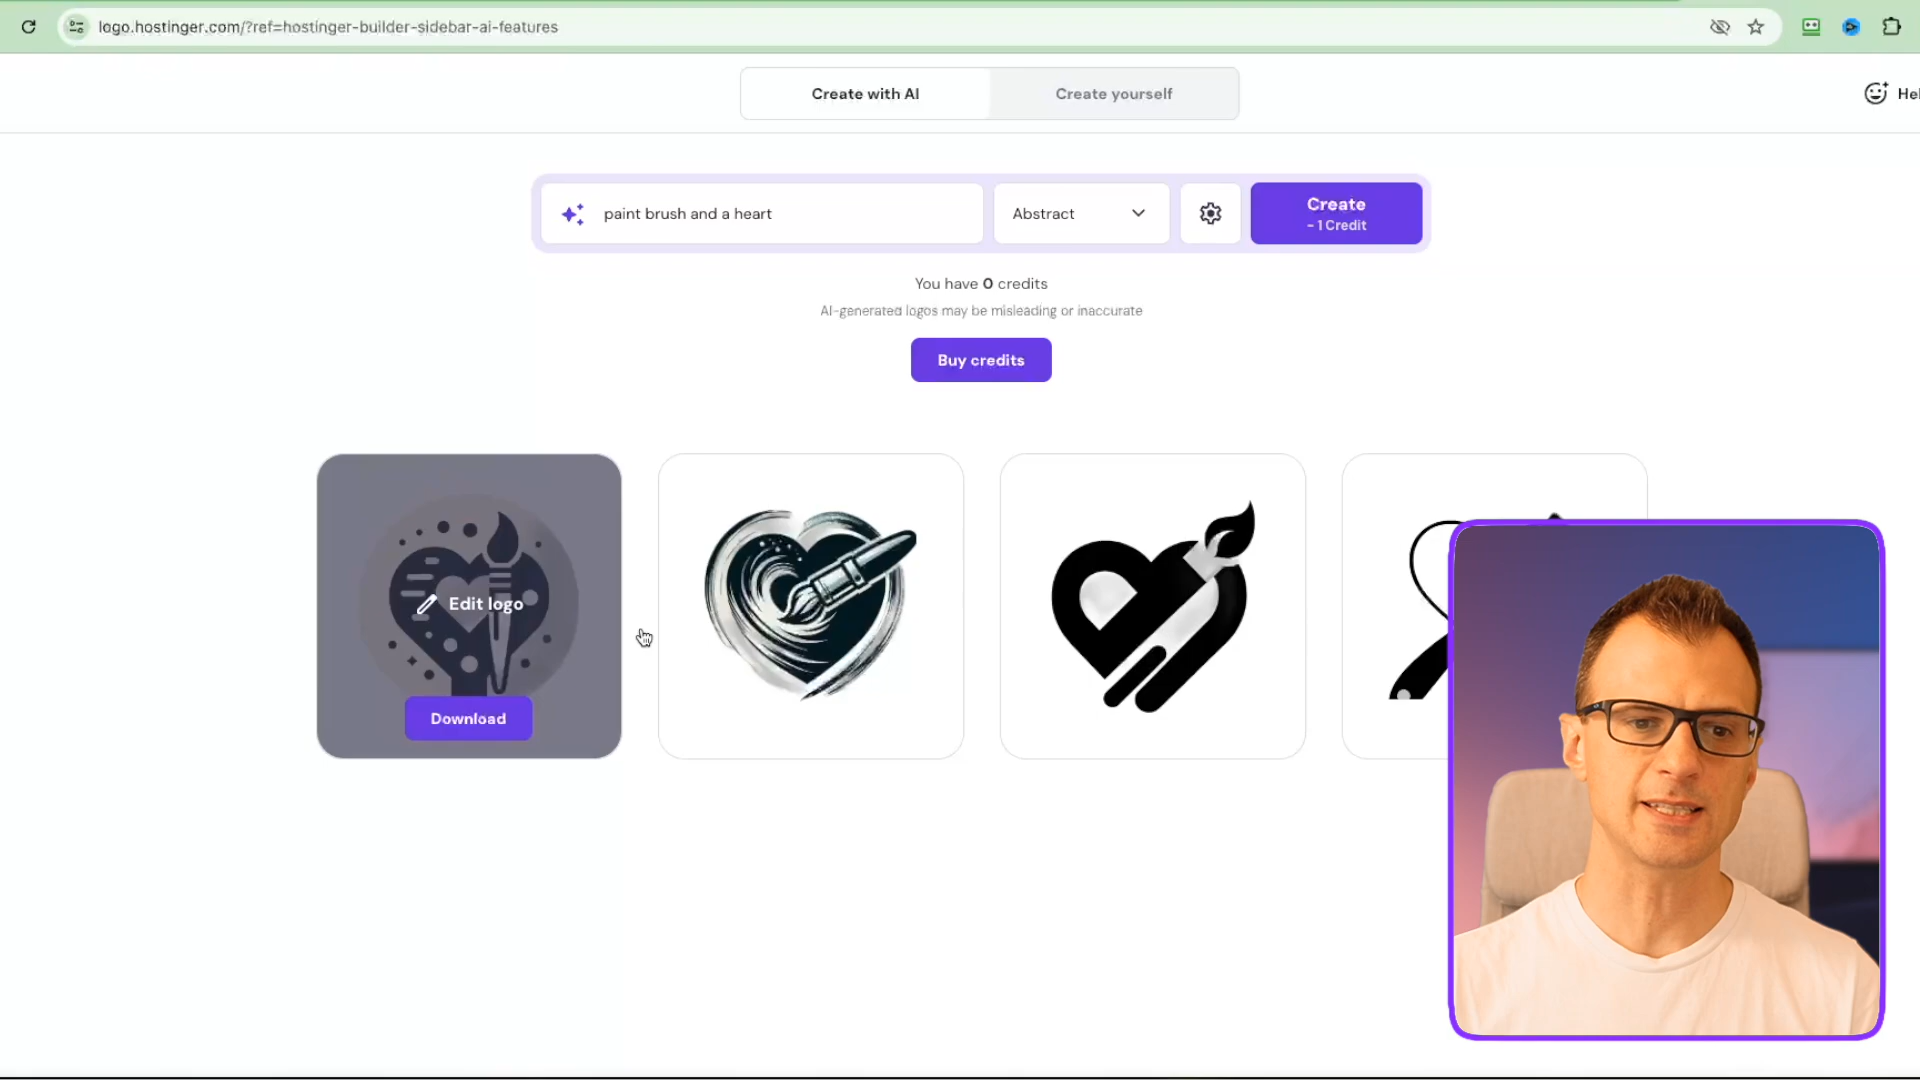 logo.hostinger.com/?ref=hostinger-builder-sidebar-ai-features
Create with AI
Create yourself
Hel
paint brush and a heart
Abstract
Create
- 1 Credit
You have 0 credits
AI-generated logos may be misleading or inaccurate
Buy credits
Edit logo
Download